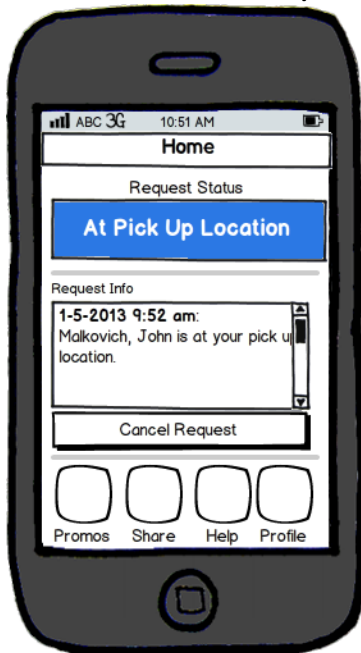 ABC 3G 10:51 AM
Home
Request Status
At Pick Up Location
Request Info
1-5-2013 9:52 am:
Malkovich, John is at your pick up
location.
Cancel Request
Promos Share Help Profile